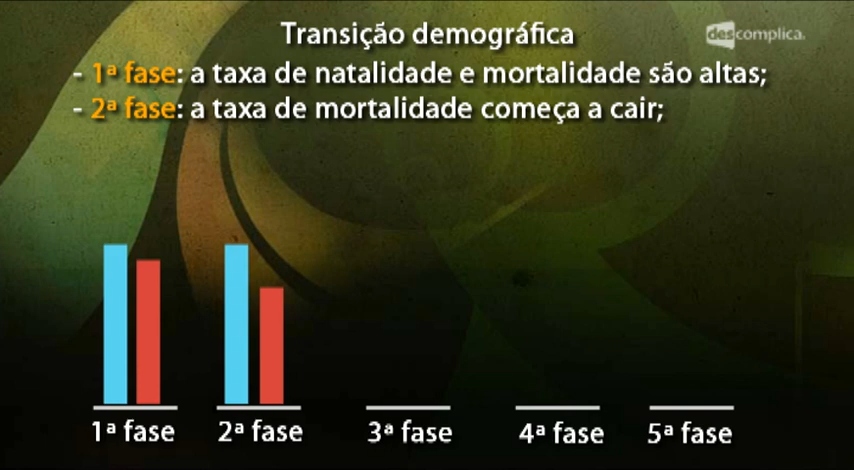 Transição demográfica
descomplica.
- 1ª fase: a taxa de natalidade e mortalidade são altas;
- 2ª fase: a taxa de mortalidade começa a cair;
1ª fase 2ª fase 3ª fase 4ª fase 5ª fase